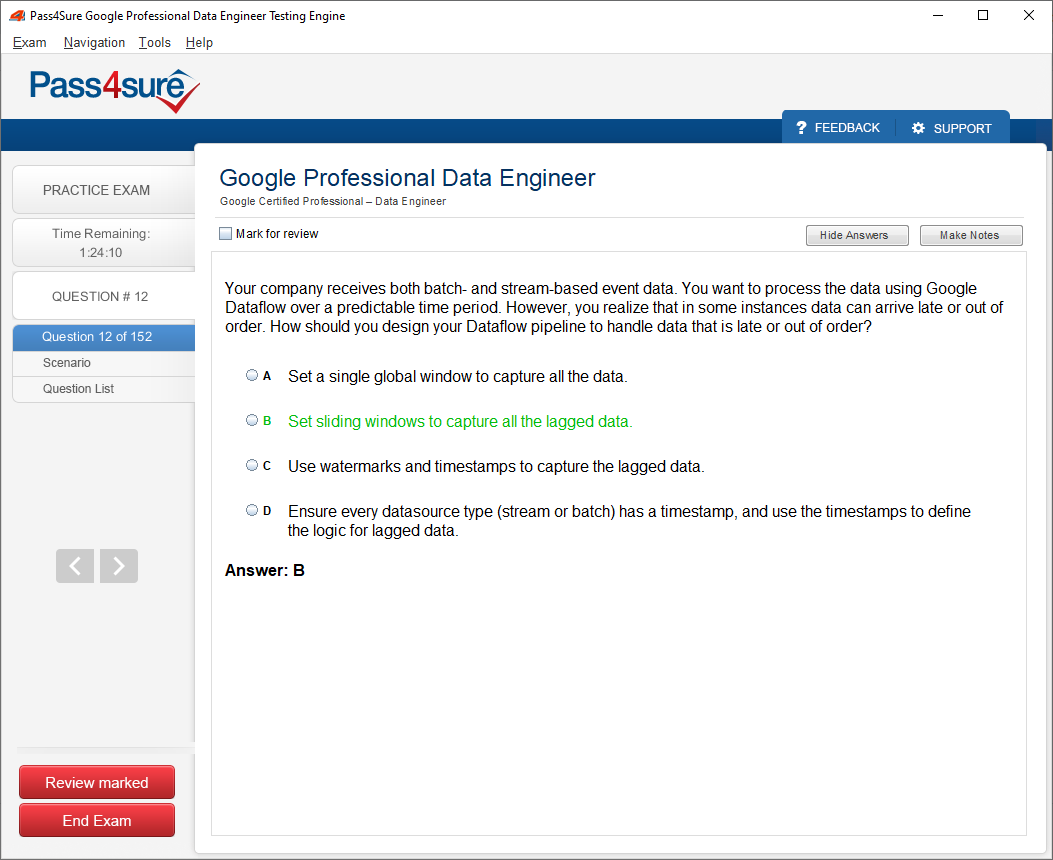 Pass4Sure Google Professional Data Engineer Testing Engine
Exam Navigation Tools Help
Pass4sure
? FEEDBACK SUPPORT
PRACTICE EXAM
Time Remaining:
1:24:10
QUESTION # 12
Question 12 of 152
Scenario
Question List
Review marked
End Exam
Google Professional Data Engineer
Google Certified Professional – Data Engineer
Mark for review
Hide Answers Make Notes
Your company receives both batch- and stream-based event data. You want to process the data using Google
Dataflow over a predictable time period. However, you realize that in some instances data can arrive late or out of
order. How should you design your Dataflow pipeline to handle data that is late or out of order?
A Set a single global window to capture all the data.
B Set sliding windows to capture all the lagged data.
C Use watermarks and timestamps to capture the lagged data.
D Ensure every datasource type (stream or batch) has a timestamp, and use the timestamps to define
the logic for lagged data.
Answer: B